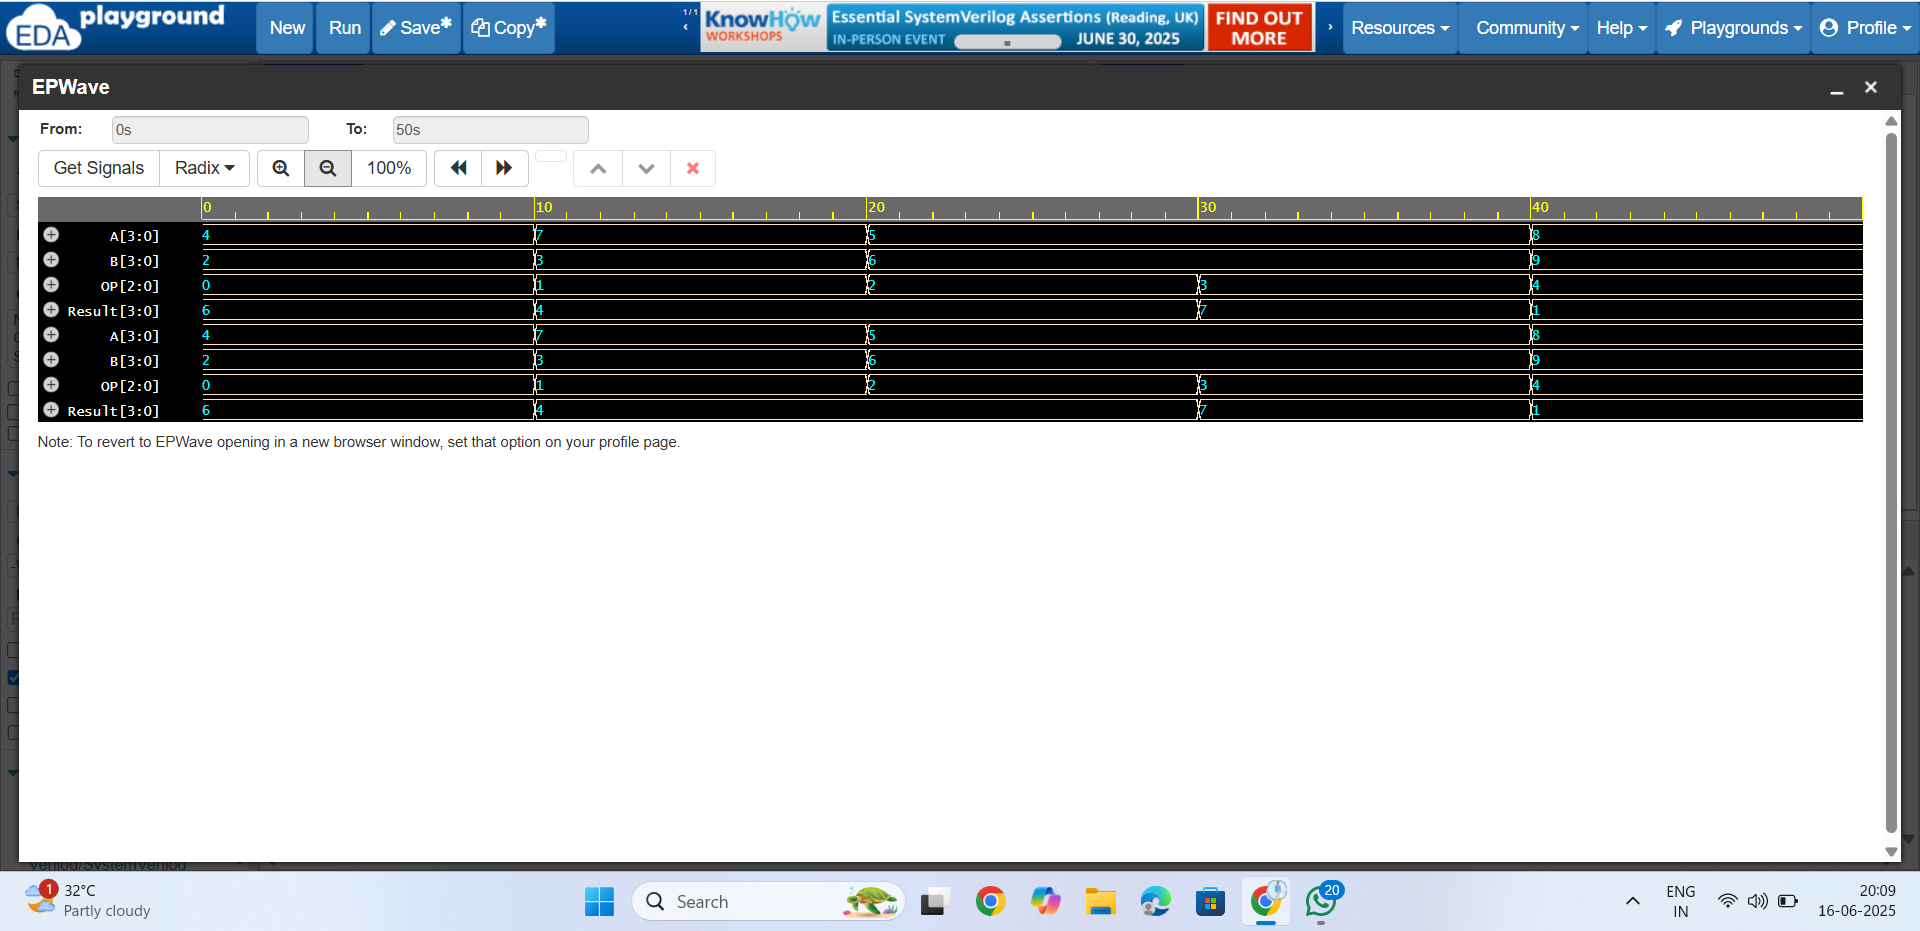 EDA playground
New
Run
Save*
Copy*
1/1
KnowHow
WORKSHOPS
Essential SystemVerilog Assertions (Reading, UK)
IN-PERSON EVENT
JUNE 30, 2025
FIND OUT
MORE
Resources
Community
Help
Playgrounds
Profile
EPWave
From:
0s
To:
50s
Get Signals
Radix
100%
0 10 20 30 40
A[3:0] 4 7 5 8
B[3:0] 2 3 6 9
OP[2:0] 0 1 2 3 4
Result[3:0] 6 4 7 1
A[3:0] 4 7 5 8
B[3:0] 2 3 6 9
OP[2:0] 0 1 2 3 4
Result[3:0] 6 4 7 1
Note: To revert to EPWave opening in a new browser window, set that option on your profile page.
Verilog/SystemVerilog
1
32°C
Partly cloudy
Search
20
ENG
IN
20:09
16-06-2025